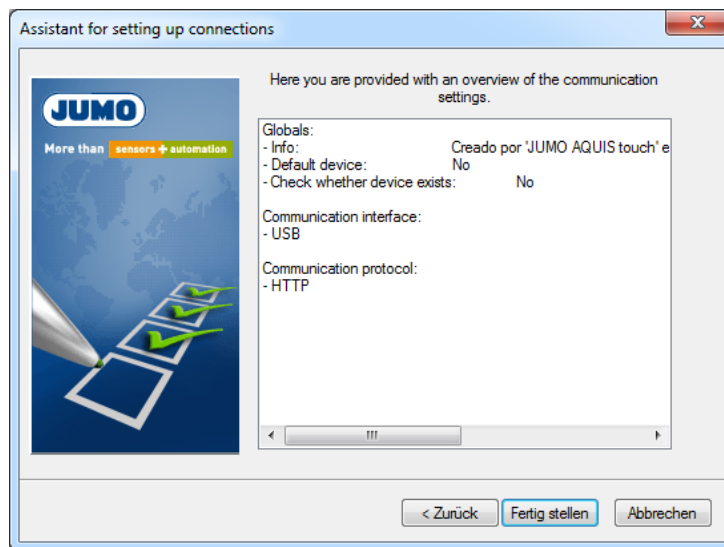 Assistant for setting up connections
JUMO
More than sensors + automation
Here you are provided with an overview of the communication
settings.
Globals:
- Info: Creado por 'JUMO AQUIS touch' e
- Default device: No
- Check whether device exists: No
Communication interface:
- USB
Communication protocol:
- HTTP
< Zurück Fertig stellen Abbrechen